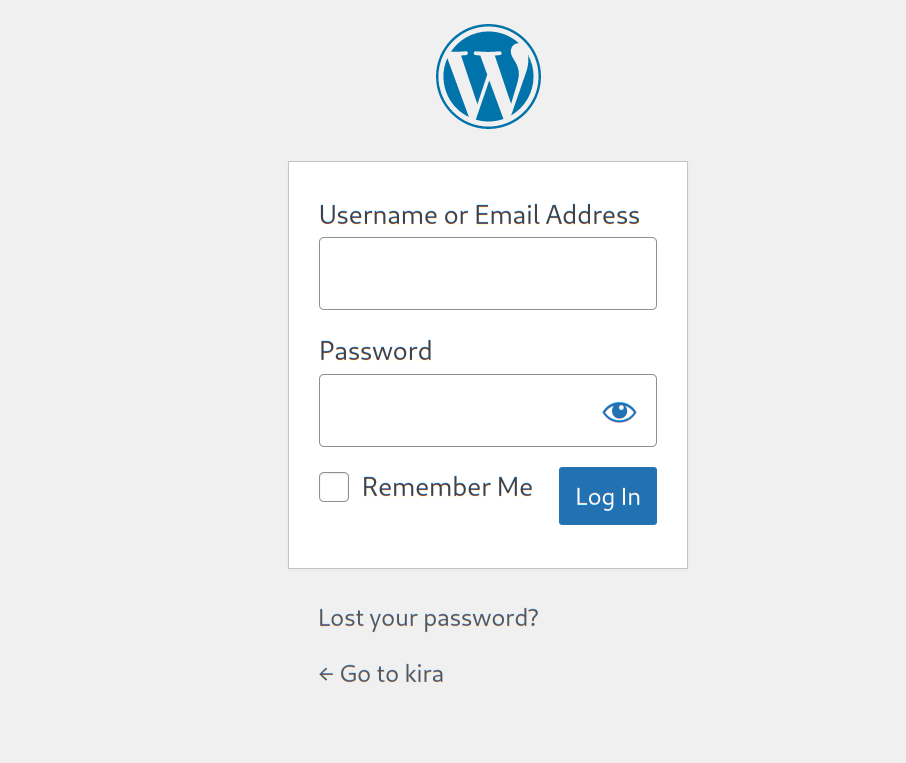 Username or Email Address
Password
Remember Me
Log In
Lost your password?
← Go to kira